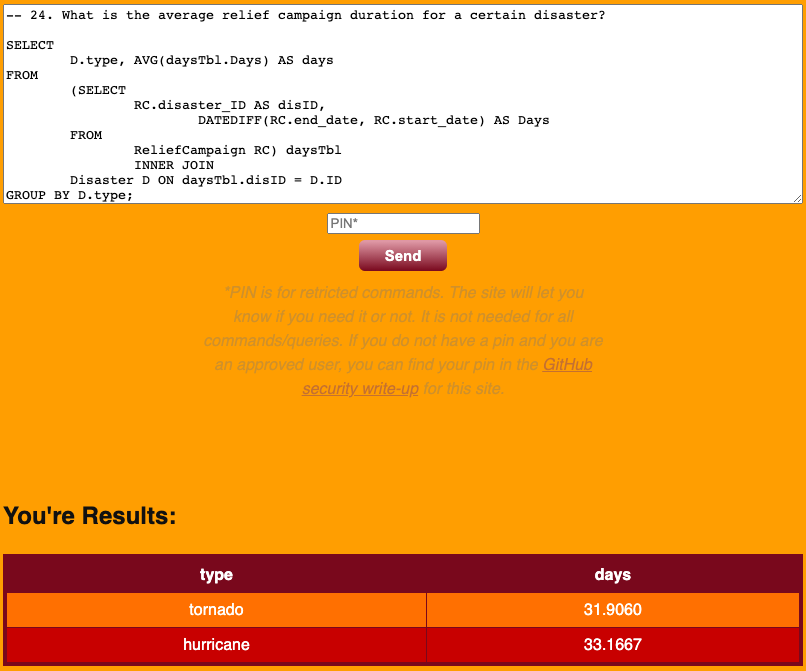 -- 24. What is the average relief campaign duration for a certain disaster?
SELECT
D.type, AVG(daysTbl.Days) AS days
FROM
(SELECT
RC.disaster_ID AS disID,
DATEDIFF(RC.end_date, RC.start_date) AS Days
FROM
ReliefCampaign RC) daysTbl
INNER JOIN
Disaster D ON daysTbl.disID = D.ID
GROUP BY D.type;
PIN*
Send
*PIN is for retricted commands. The site will let you
know if you need it or not. It is not needed for all
commands/queries. If you do not have a pin and you are
an approved user, you can find your pin in the GitHub
security write-up for this site.
You're Results:
type days
tornado 31.9060
hurricane 33.1667